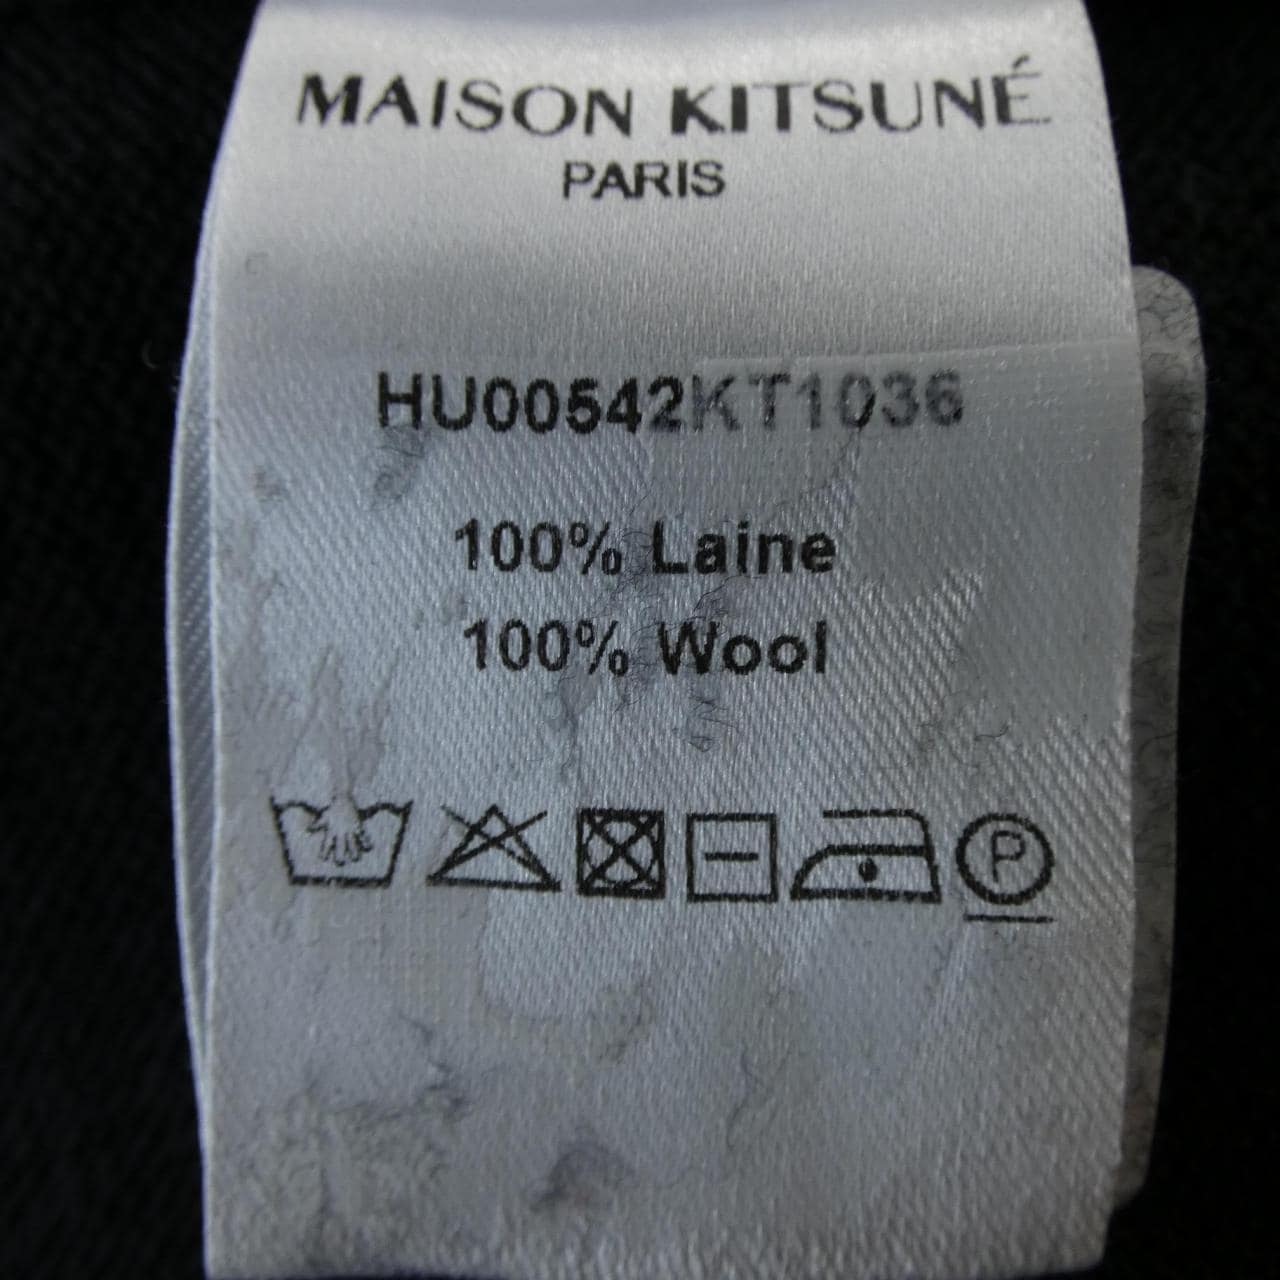 MAISON KITSUNÉ
PARIS
HU00542KT1036
100% Laine
100% Wool
P